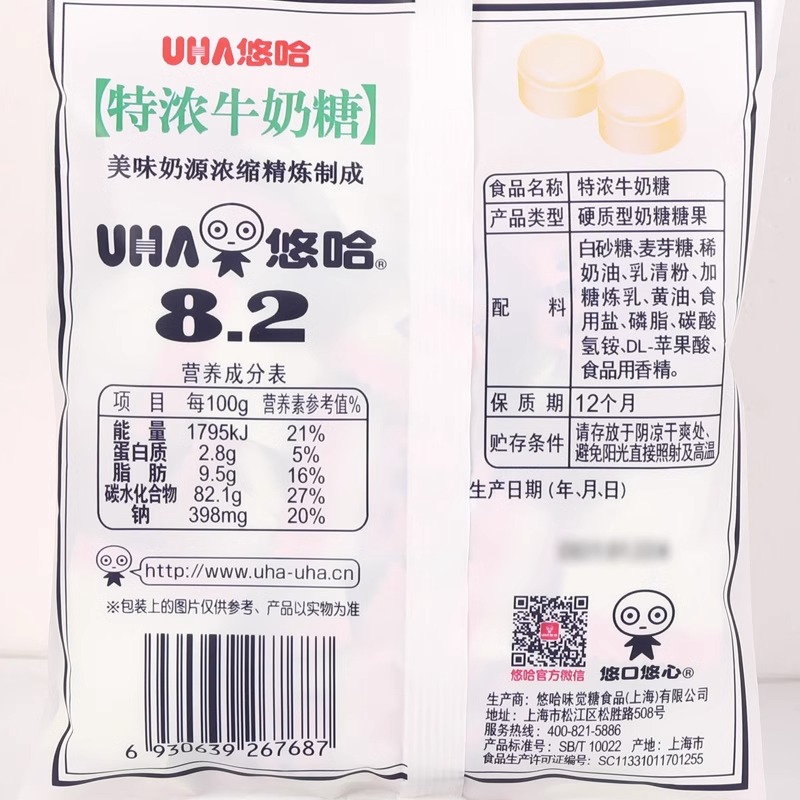 UHA悠哈
【特浓牛奶糖】
美味奶源浓缩精炼制成
UHA悠哈®
8.2
营养成分表
项 目 每100g 营养素参考值%
能 量 1795kJ 21%
蛋白质 2.8g 5%
脂 肪 9.5g 16%
碳水化合物 82.1g 27%
钠 398mg 20%
http://www.uha-uha.cn
※包装上的图片仅供参考、产品以实物为准
6 930639 267687
食品名称 特浓牛奶糖
产品类型 硬质型奶糖糖果
配 料 白砂糖、麦芽糖、稀
奶油、乳清粉、加
糖炼乳、黄油、食
用盐、磷脂、碳酸
氢铵、DL-苹果酸、
食品用香精。
保 质 期 12个月
贮存条件 请存放于阴凉干爽处、
避免阳光直接照射及高温
生产日期(年、月、日)
悠哈官方微信
悠口悠心®
生产商：悠哈味觉糖食品(上海)有限公司
地址：上海市松江区松胜路508号
服务热线：400-821-5886
产品标准号：SB/T 10022 产地：上海市
食品生产许可证编号：SC11331011701255